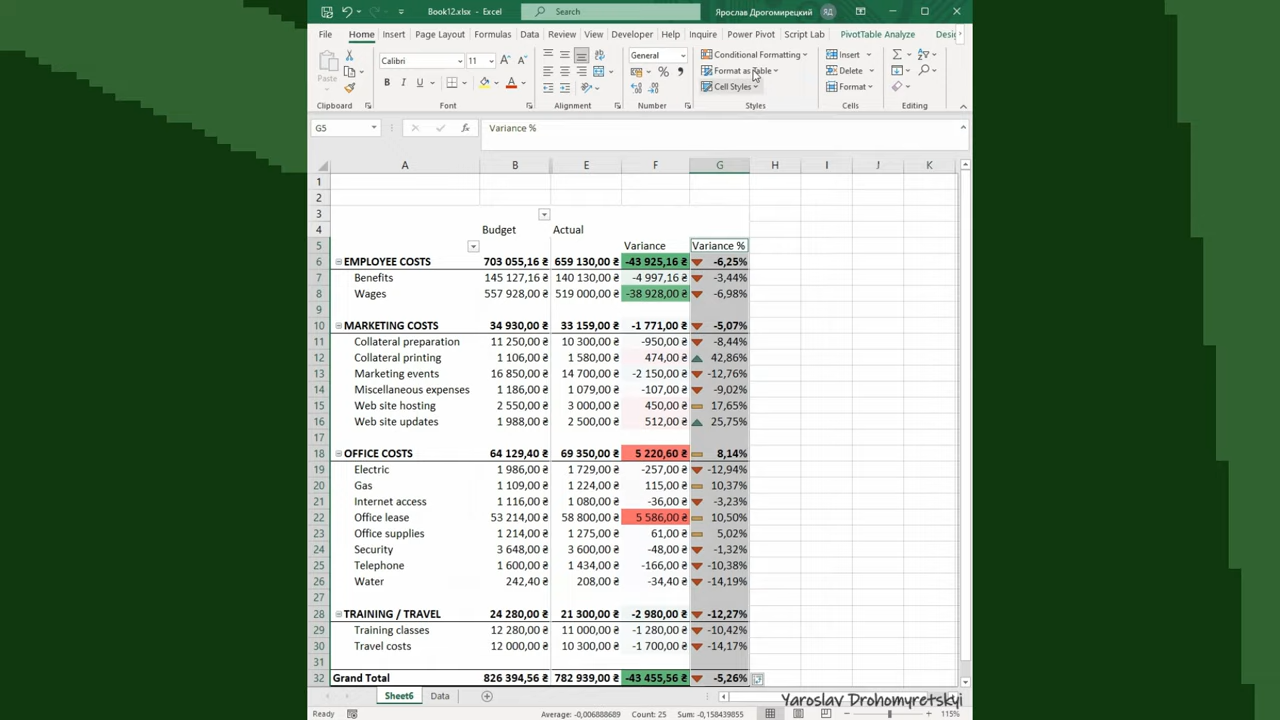 Book12.xlsx - Excel
Search
Ярослав Дрогомирецкий
ЯД
File Home Insert Page Layout Formulas Data Review View Developer Help Inquire Power Pivot Script Lab PivotTable Analyze
Paste
Calibri 11
General
Conditional Formatting
Format as Table
Cell Styles
Insert
Delete
Format
Clipboard Font Alignment Number Styles Cells Editing
G5 fx Variance %
A B E F G H I J K
1
2
3
4 Budget Actual
5 Variance Variance %
6 EMPLOYEE COSTS 703 055,16 ₴ 659 130,00 ₴ -43 925,16 ₴ -6,25%
7 Benefits 145 127,16 ₴ 140 130,00 ₴ -4 997,16 ₴ -3,44%
8 Wages 557 928,00 ₴ 519 000,00 ₴ -38 928,00 ₴ -6,98%
9
10 MARKETING COSTS 34 930,00 ₴ 33 159,00 ₴ -1 771,00 ₴ -5,07%
11 Collateral preparation 11 250,00 ₴ 10 300,00 ₴ -950,00 ₴ -8,44%
12 Collateral printing 1 106,00 ₴ 1 580,00 ₴ 474,00 ₴ 42,86%
13 Marketing events 16 850,00 ₴ 14 700,00 ₴ -2 150,00 ₴ -12,76%
14 Miscellaneous expenses 1 186,00 ₴ 1 079,00 ₴ -107,00 ₴ -9,02%
15 Web site hosting 2 550,00 ₴ 3 000,00 ₴ 450,00 ₴ 17,65%
16 Web site updates 1 988,00 ₴ 2 500,00 ₴ 512,00 ₴ 25,75%
17
18 OFFICE COSTS 64 129,40 ₴ 69 350,00 ₴ 5 220,60 ₴ 8,14%
19 Electric 1 986,00 ₴ 1 729,00 ₴ -257,00 ₴ -12,94%
20 Gas 1 109,00 ₴ 1 224,00 ₴ 115,00 ₴ 10,37%
21 Internet access 1 116,00 ₴ 1 080,00 ₴ -36,00 ₴ -3,23%
22 Office lease 53 214,00 ₴ 58 800,00 ₴ 5 586,00 ₴ 10,50%
23 Office supplies 1 214,00 ₴ 1 275,00 ₴ 61,00 ₴ 5,02%
24 Security 3 648,00 ₴ 3 600,00 ₴ -48,00 ₴ -1,32%
25 Telephone 1 600,00 ₴ 1 434,00 ₴ -166,00 ₴ -10,38%
26 Water 242,40 ₴ 208,00 ₴ -34,40 ₴ -14,19%
27
28 TRAINING / TRAVEL 24 280,00 ₴ 21 300,00 ₴ -2 980,00 ₴ -12,27%
29 Training classes 12 280,00 ₴ 11 000,00 ₴ -1 280,00 ₴ -10,42%
30 Travel costs 12 000,00 ₴ 10 300,00 ₴ -1 700,00 ₴ -14,17%
31
32 Grand Total 826 394,56 ₴ 782 939,00 ₴ -43 455,56 ₴ -5,26%
Sheet6 Data
Yaroslav Drohomyretskyi
Ready Average: -0,006888689 Count: 25 Sum: -0,158439855 115%